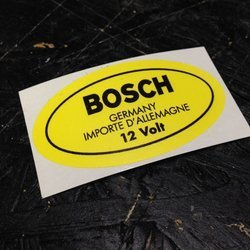 BOSCH
GERMANY
IMPORTE D'ALLEMAGNE
12 Volt